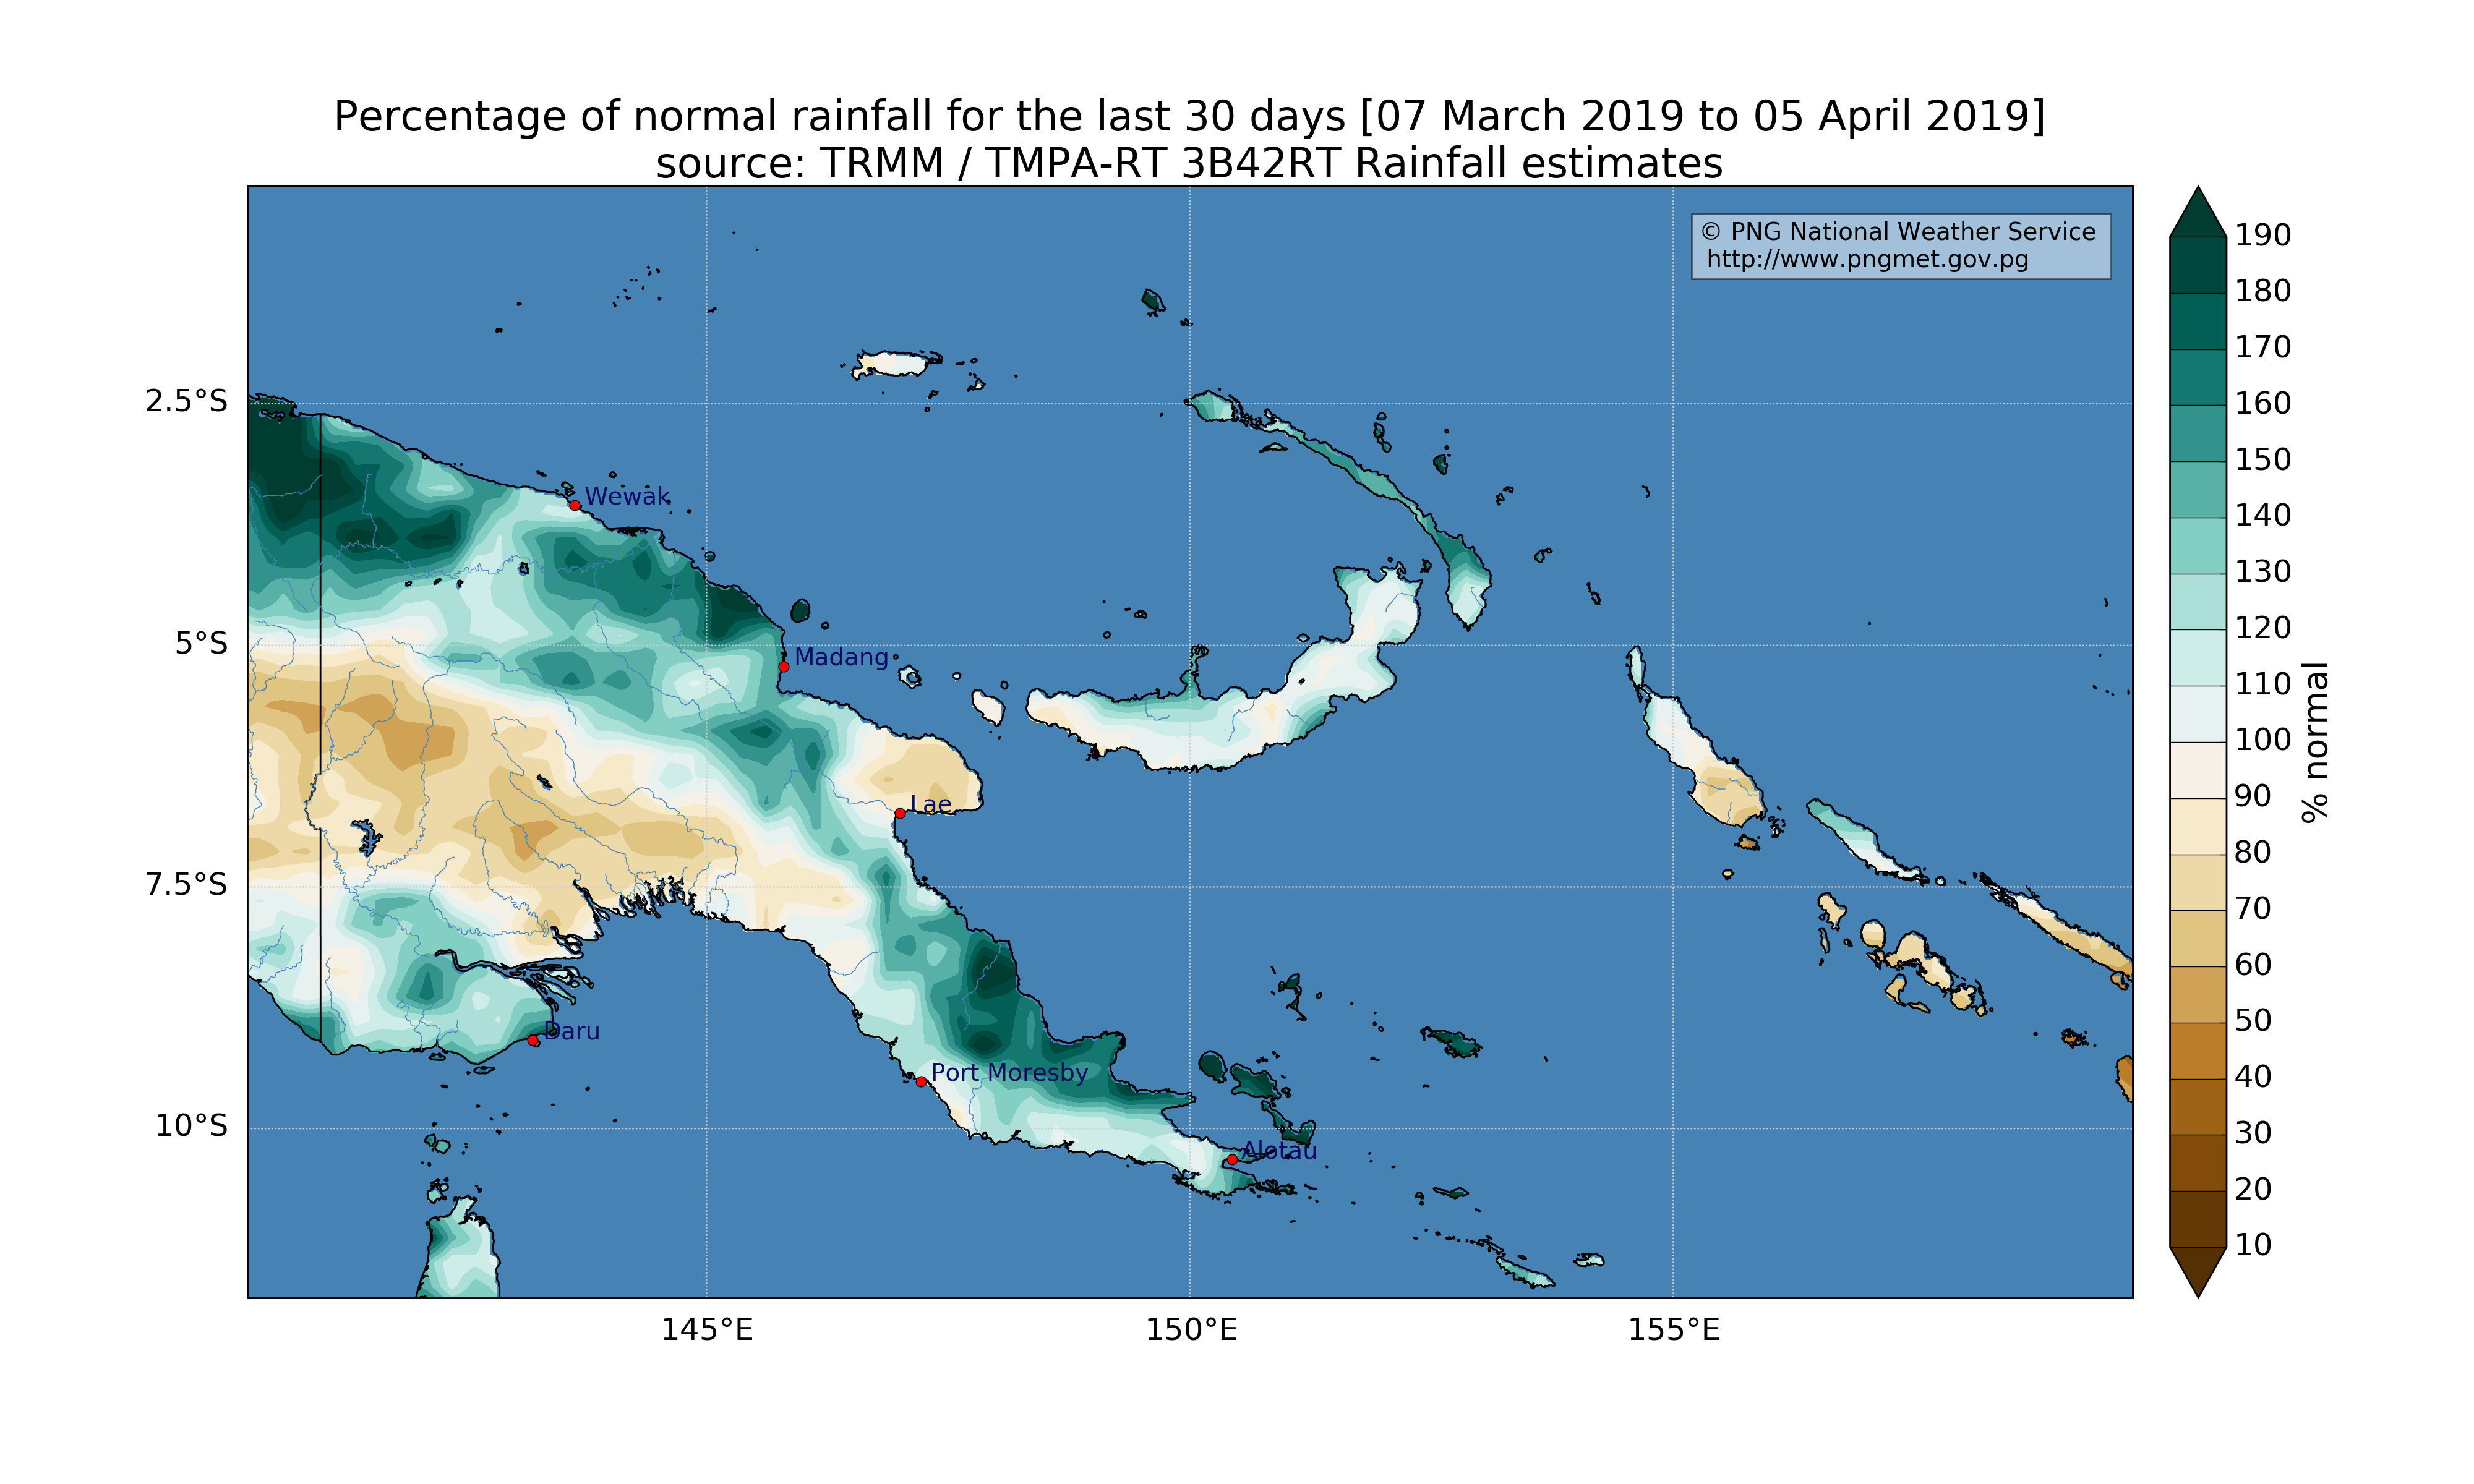 Percentage of normal rainfall for the last 30 days [07 March 2019 to 05 April 2019]
source: TRMM / TMPA-RT 3B42RT Rainfall estimates
© PNG National Weather Service
http://www.pngmet.gov.pg
2.5°S
5°S
7.5°S
10°S
Wewak
Madang
Lae
Daru
Port Moresby
Alotau
145°E
150°E
155°E
190
180
170
160
150
140
130
120
110
100
90
80
70
60
50
40
30
20
10
% normal